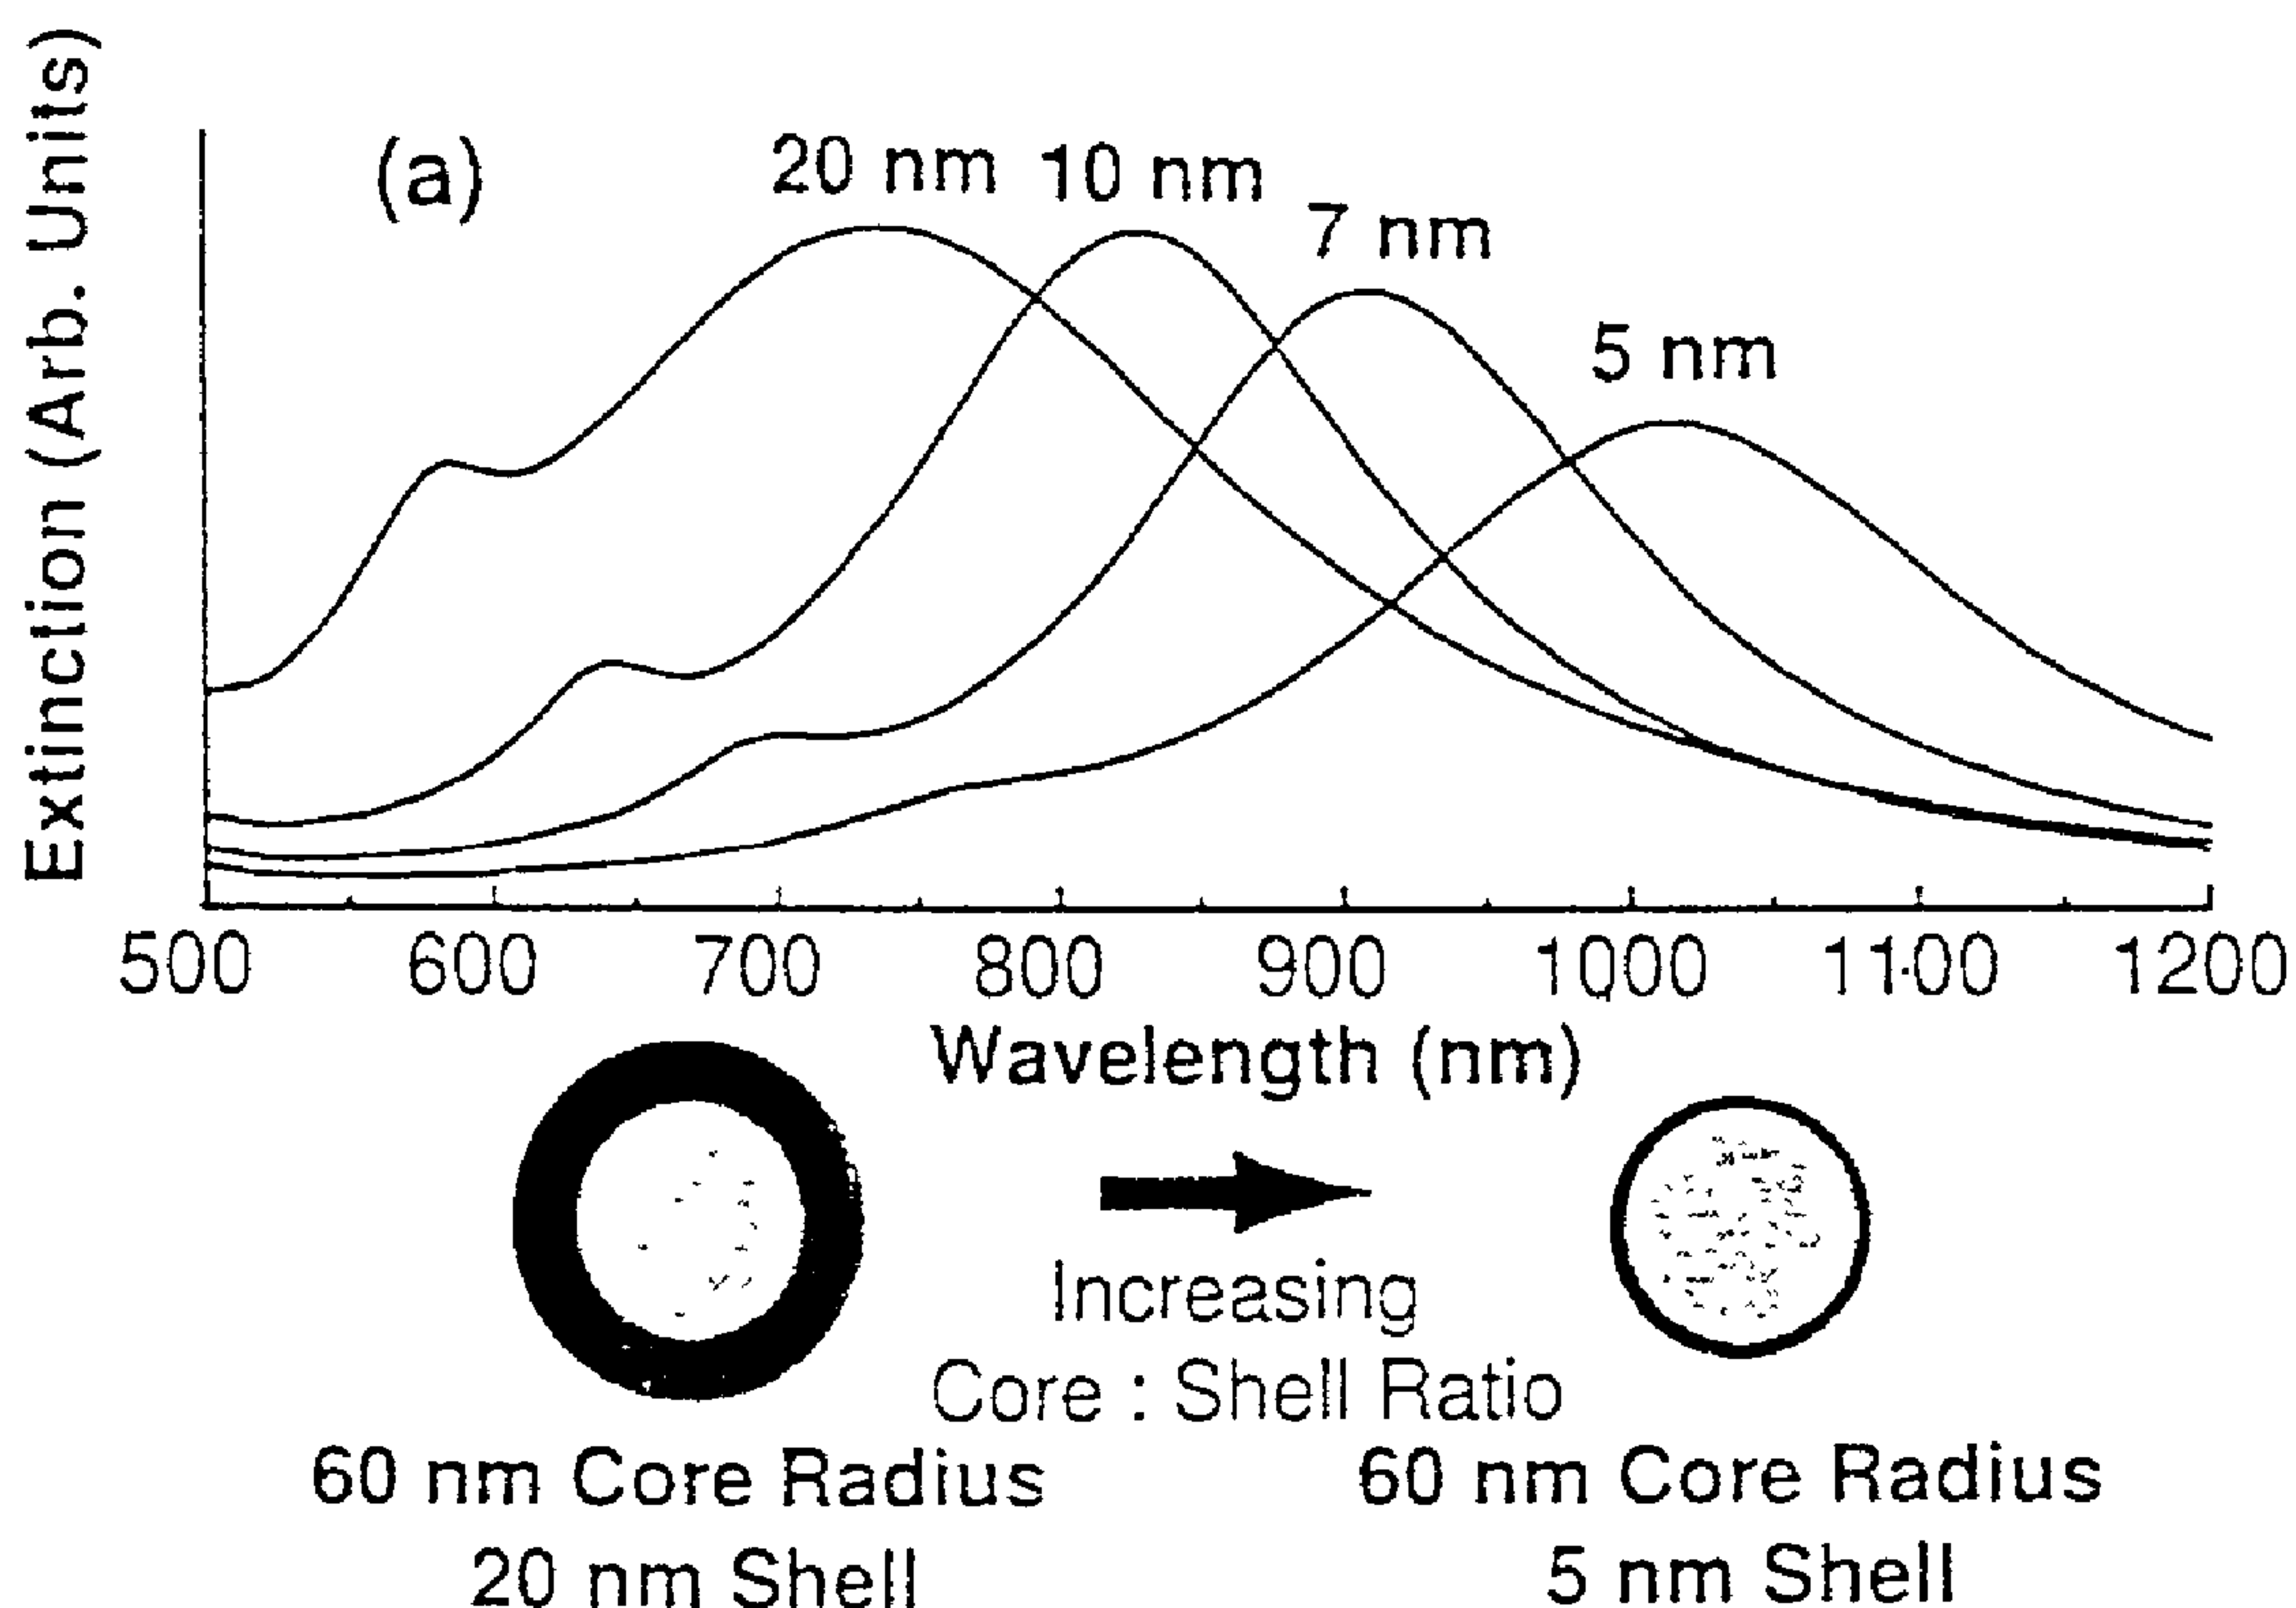 Extinction (Arb. Units)
(a)
20 nm
10 nm
7 nm
5 nm
500 600 700 800 900 1000 1100 1200
Wavelength (nm)
Increasing
Core : Shell Ratio
60 nm Core Radius
20 nm Shell
60 nm Core Radius
5 nm Shell